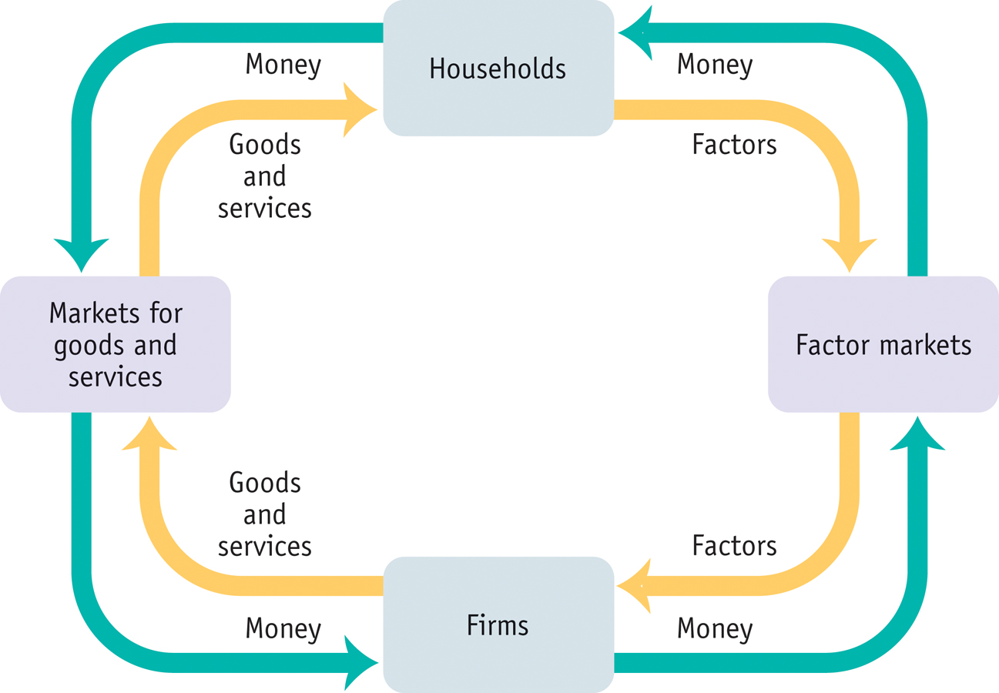 Households
Money
Money
Goods
and
services
Factors
Markets for
goods and
services
Factor markets
Goods
and
services
Factors
Firms
Money
Money